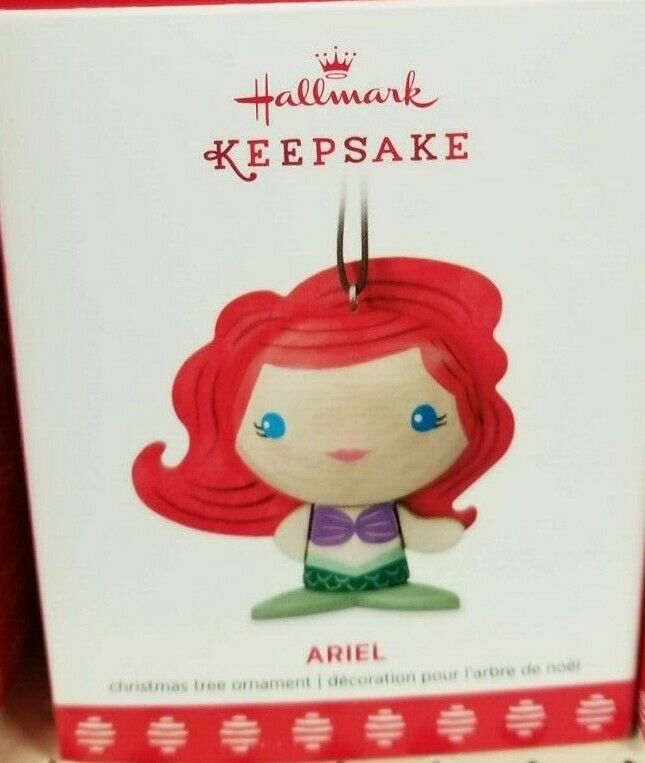 Hallmark
KEEPSAKE
ARIEL
christmas tree ornament | décoration pour l'arbre de noël